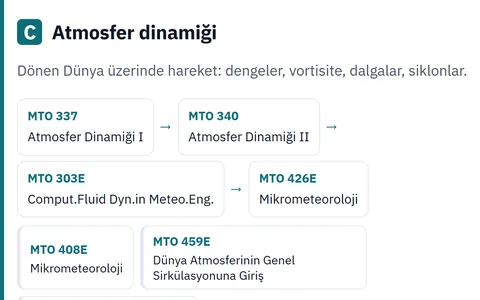 C Atmosfer dinamiği
Dönen Dünya üzerinde hareket: dengeler, vortisite, dalgalar, siklonlar.
MTO 337
Atmosfer Dinamiği I
→
MTO 340
Atmosfer Dinamiği II
→
MTO 303E
Comput.Fluid Dyn.in Meteo.Eng.
→
MTO 426E
Mikrometeoroloji
MTO 408E
Mikrometeoroloji
MTO 459E
Dünya Atmosferinin Genel
Sirkülasyonuna Giriş